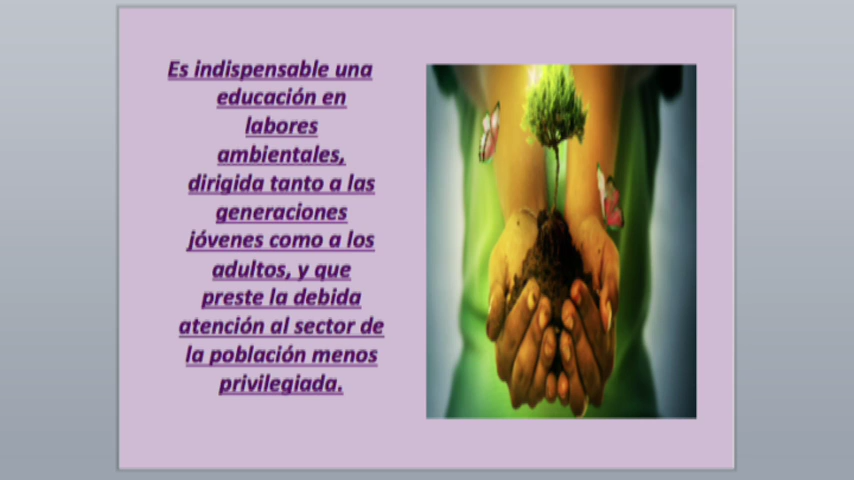 Es indispensable una
educación en
labores
ambientales,
dirigida tanto a las
generaciones
jóvenes como a los
adultos, y que
preste la debida
atención al sector de
la población menos
privilegiada.